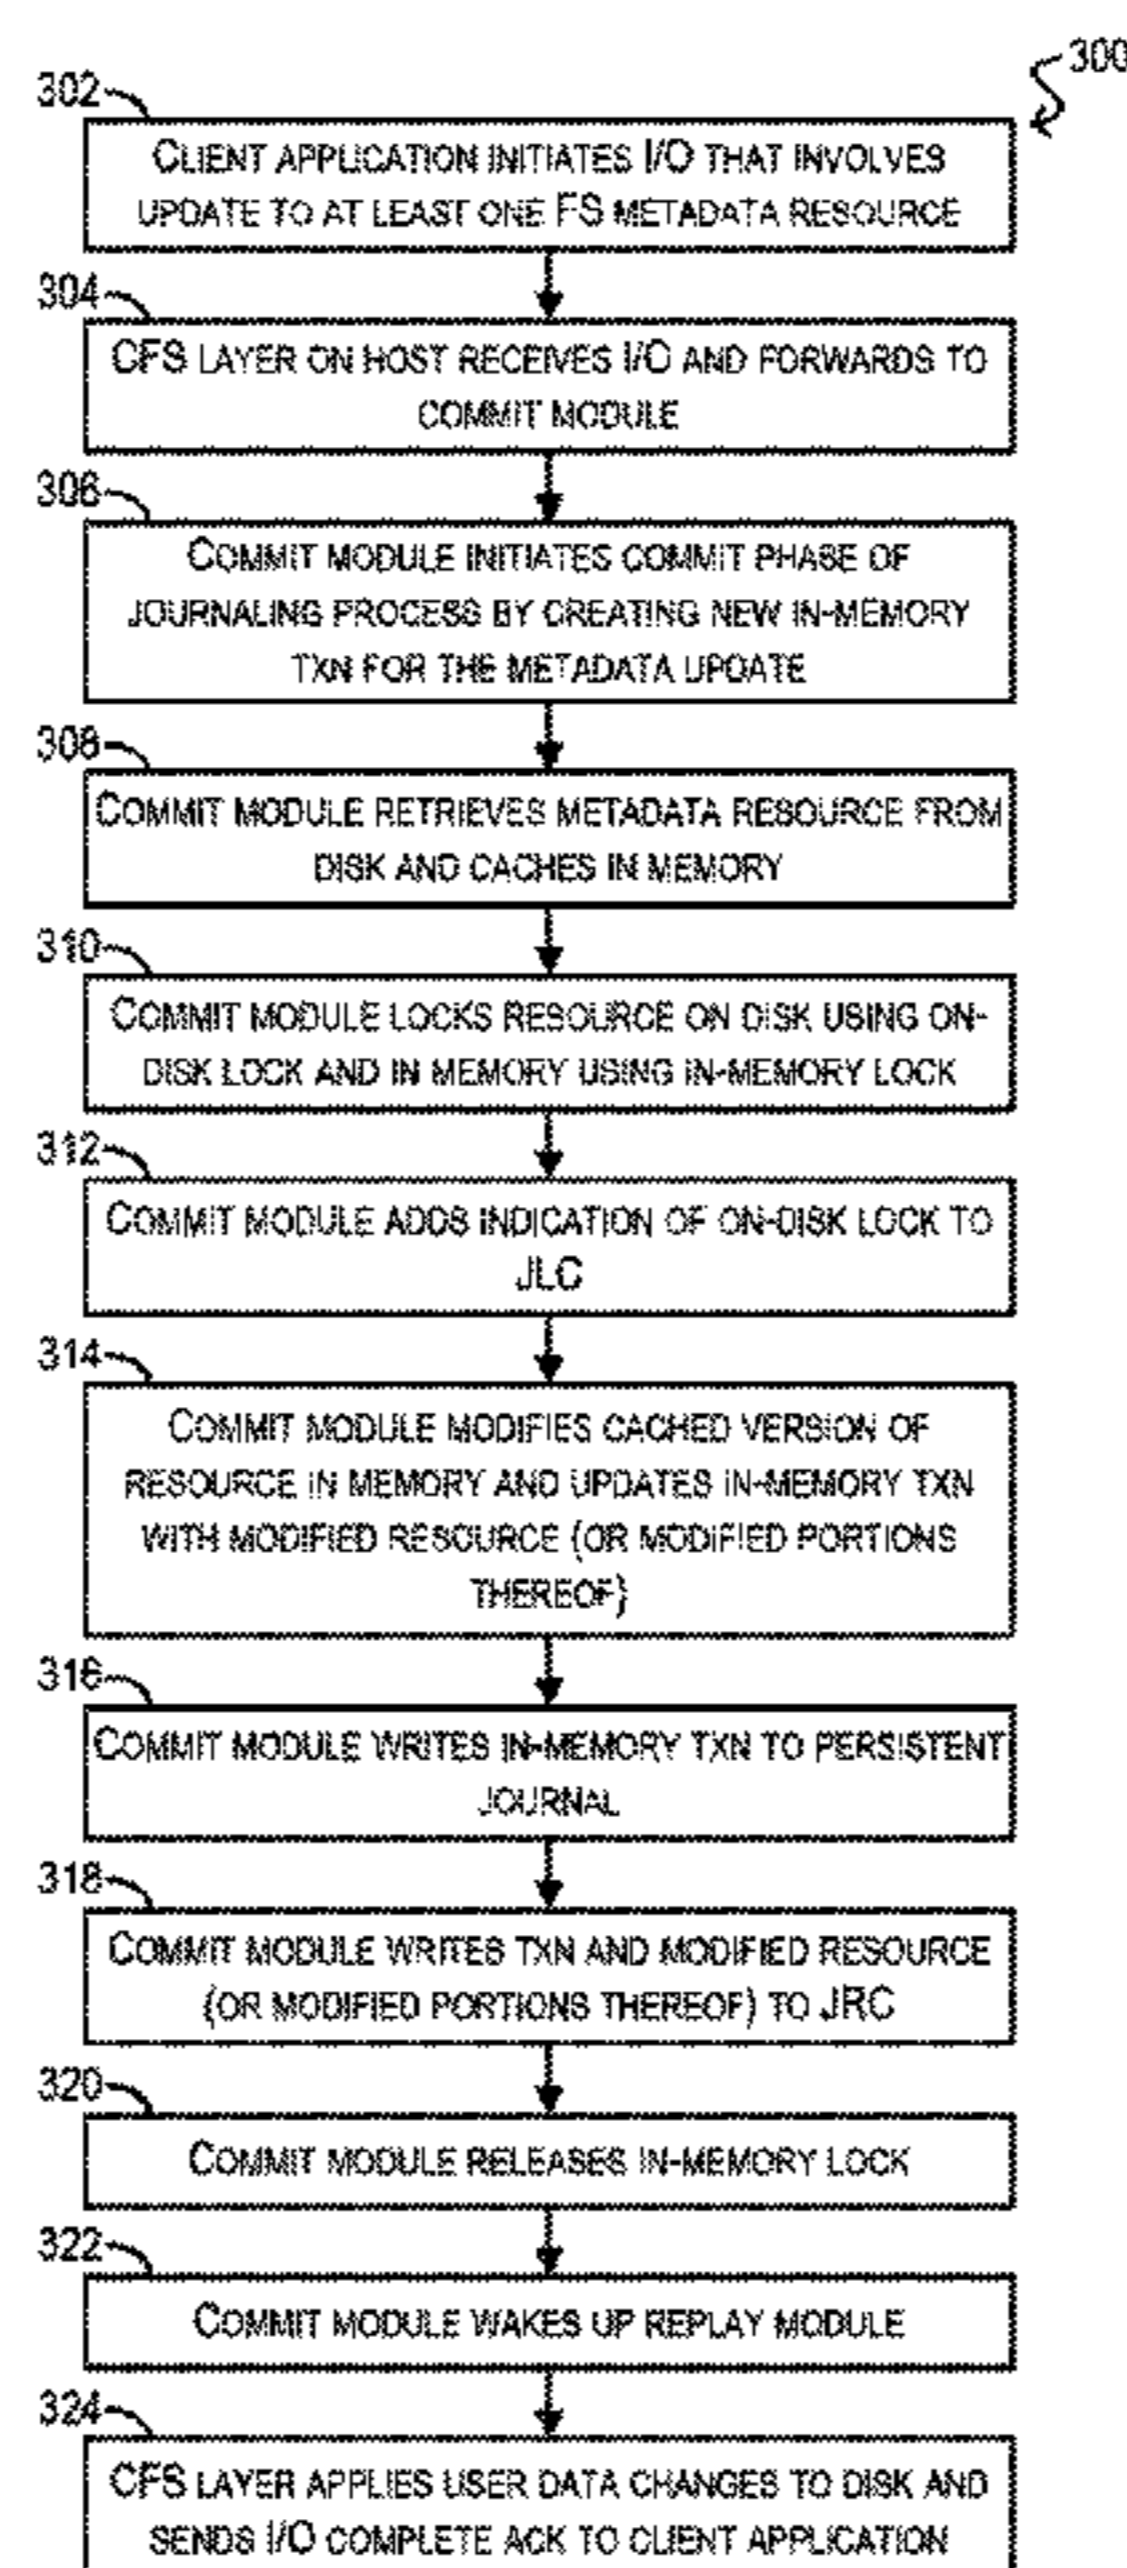 300
302
CLIENT APPLICATION INITIATES I/O THAT INVOLVES
UPDATE TO AT LEAST ONE FS METADATA RESOURCE
304
CFS LAYER ON HOST RECEIVES I/O AND FORWARDS TO
COMMIT MODULE
306
COMMIT MODULE INITIATES COMMIT PHASE OF
JOURNALING PROCESS BY CREATING NEW IN-MEMORY
TXN FOR THE METADATA UPDATE
308
COMMIT MODULE RETRIEVES METADATA RESOURCE FROM
DISK AND CACHES IN MEMORY
310
COMMIT MODULE LOCKS RESOURCE ON DISK USING ON-
DISK LOCK AND IN MEMORY USING IN-MEMORY LOCK
312
COMMIT MODULE ADDS INDICATION OF ON-DISK LOCK TO
JLC
314
COMMIT MODULE MODIFIES CACHED VERSION OF
RESOURCE IN MEMORY AND UPDATES IN-MEMORY TXN
WITH MODIFIED RESOURCE (OR MODIFIED PORTIONS
THEREOF)
316
COMMIT MODULE WRITES IN-MEMORY TXN TO PERSISTENT
JOURNAL
318
COMMIT MODULE WRITES TXN AND MODIFIED RESOURCE
(OR MODIFIED PORTIONS THEREOF) TO JRC
320
COMMIT MODULE RELEASES IN-MEMORY LOCK
322
COMMIT MODULE WAKES UP REPLAY MODULE
324
CFS LAYER APPLIES USER DATA CHANGES TO DISK AND
SENDS I/O COMPLETE ACK TO CLIENT APPLICATION